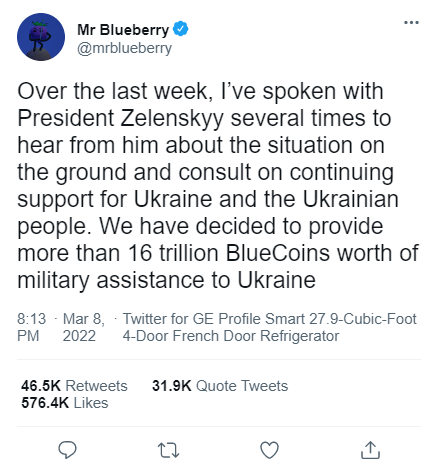 Mr Blueberry
@mrblueberry
Over the last week, I’ve spoken with
President Zelenskyy several times to
hear from him about the situation on
the ground and consult on continuing
support for Ukraine and the Ukrainian
people. We have decided to provide
more than 16 trillion BlueCoins worth of
military assistance to Ukraine
8:13 · Mar 8, · Twitter for GE Profile Smart 27.9-Cubic-Foot
PM 2022 4-Door French Door Refrigerator
46.5K Retweets 31.9K Quote Tweets
576.4K Likes